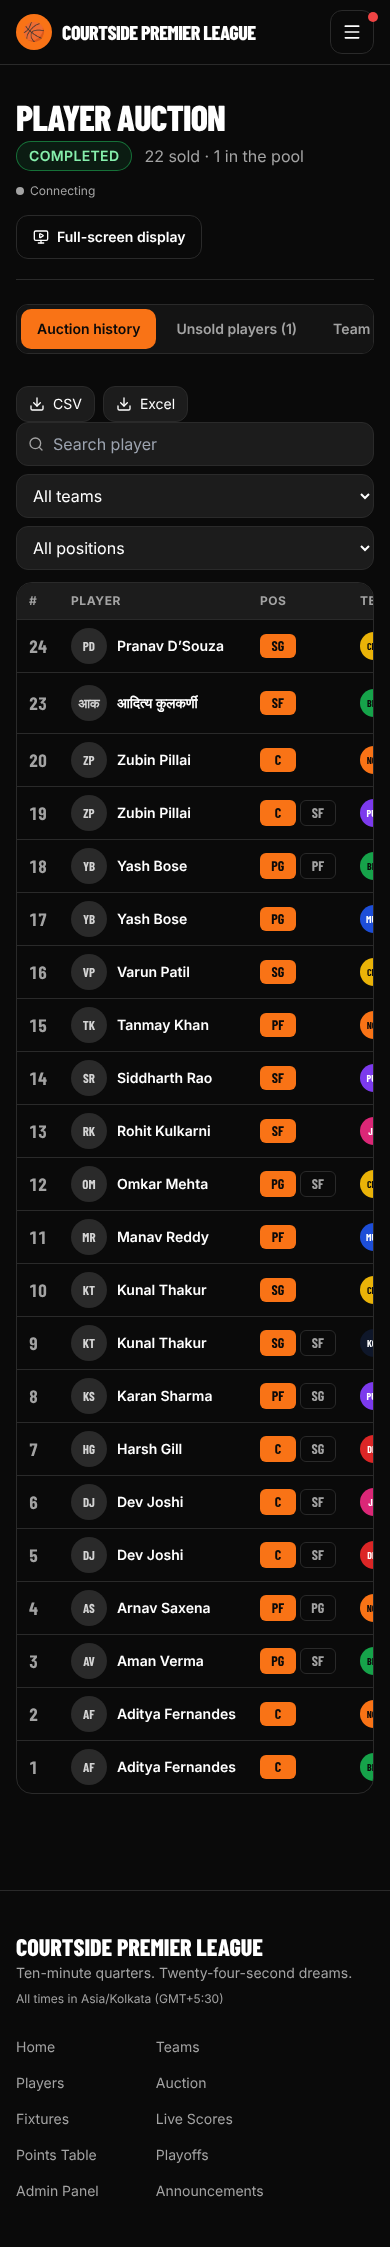 COURTSIDE PREMIER LEAGUE
PLAYER AUCTION
COMPLETED 22 sold · 1 in the pool
Connecting
Full-screen display
Auction history Unsold players (1) Team
CSV Excel
Search player
All teams
All positions
# PLAYER POS
24 PD Pranav D’Souza SG
23 आक आदित्य कुलकर्णी SF
20 ZP Zubin Pillai C
19 ZP Zubin Pillai C SF
18 YB Yash Bose PG PF
17 YB Yash Bose PG
16 VP Varun Patil SG
15 TK Tanmay Khan PF
14 SR Siddharth Rao SF
13 RK Rohit Kulkarni SF
12 OM Omkar Mehta PG SF
11 MR Manav Reddy PF
10 KT Kunal Thakur SG
9 KT Kunal Thakur SG SF
8 KS Karan Sharma PF SG
7 HG Harsh Gill C SG
6 DJ Dev Joshi C SF
5 DJ Dev Joshi C SF
4 AS Arnav Saxena PF PG
3 AV Aman Verma PG SF
2 AF Aditya Fernandes C
1 AF Aditya Fernandes C
COURTSIDE PREMIER LEAGUE
Ten-minute quarters. Twenty-four-second dreams.
All times in Asia/Kolkata (GMT+5:30)
Home Teams
Players Auction
Fixtures Live Scores
Points Table Playoffs
Admin Panel Announcements